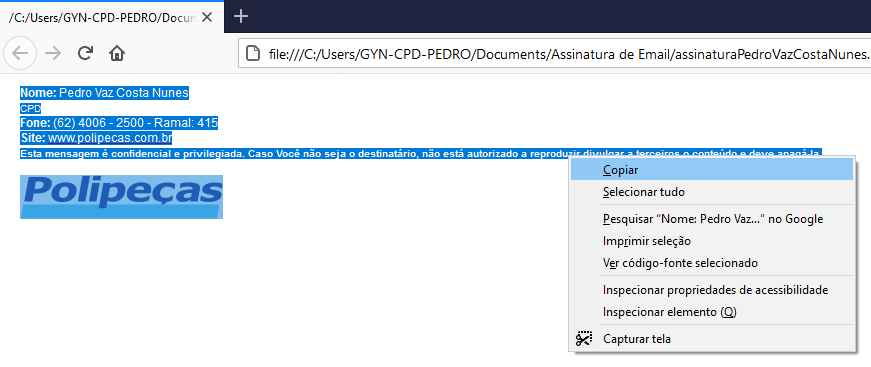 /C:/Users/GYN-CPD-PEDRO/Docum
file:///C:/Users/GYN-CPD-PEDRO/Documents/Assinatura de Email/assinaturaPedroVazCostaNunes.
Nome: Pedro Vaz Costa Nunes
CPD
Fone: (62) 4006 - 2500 - Ramal: 415
Site: www.polipecas.com.br
Esta mensagem é confidencial e privilegiada. Caso Você não seja o destinatário, não está autorizado a reproduzir divulgar a terceiros o conteúdo e deve apagá-la
Polipeças
Copiar
Selecionar tudo
Pesquisar “Nome: Pedro Vaz...” no Google
Imprimir seleção
Ver código-fonte selecionado
Inspecionar propriedades de acessibilidade
Inspecionar elemento (Q)
Capturar tela